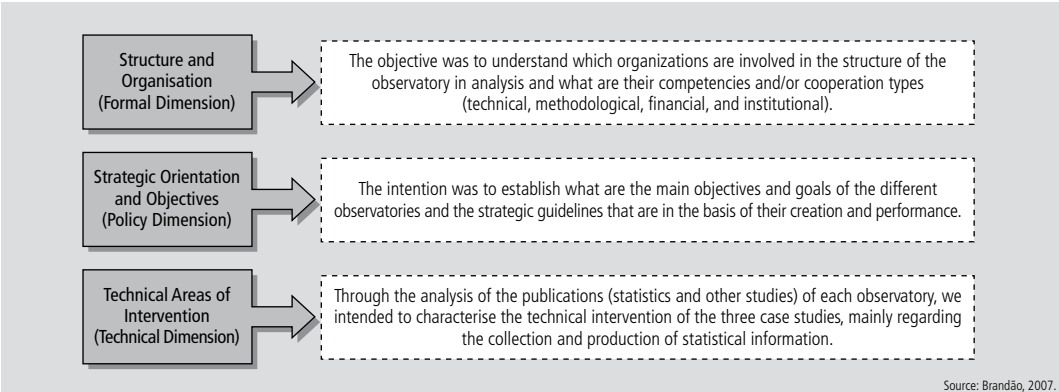 Structure and
Organisation
(Formal Dimension)
The objective was to understand which organizations are involved in the structure of the
observatory in analysis and what are their competencies and/or cooperation types
(technical, methodological, financial, and institutional).
Strategic Orientation
and Objectives
(Policy Dimension)
The intention was to establish what are the main objectives and goals of the different
observatories and the strategic guidelines that are in the basis of their creation and performance.
Technical Areas of
Intervention
(Technical Dimension)
Through the analysis of the publications (statistics and other studies) of each observatory, we
intended to characterise the technical intervention of the three case studies, mainly regarding
the collection and production of statistical information.
Source: Brandão, 2007.